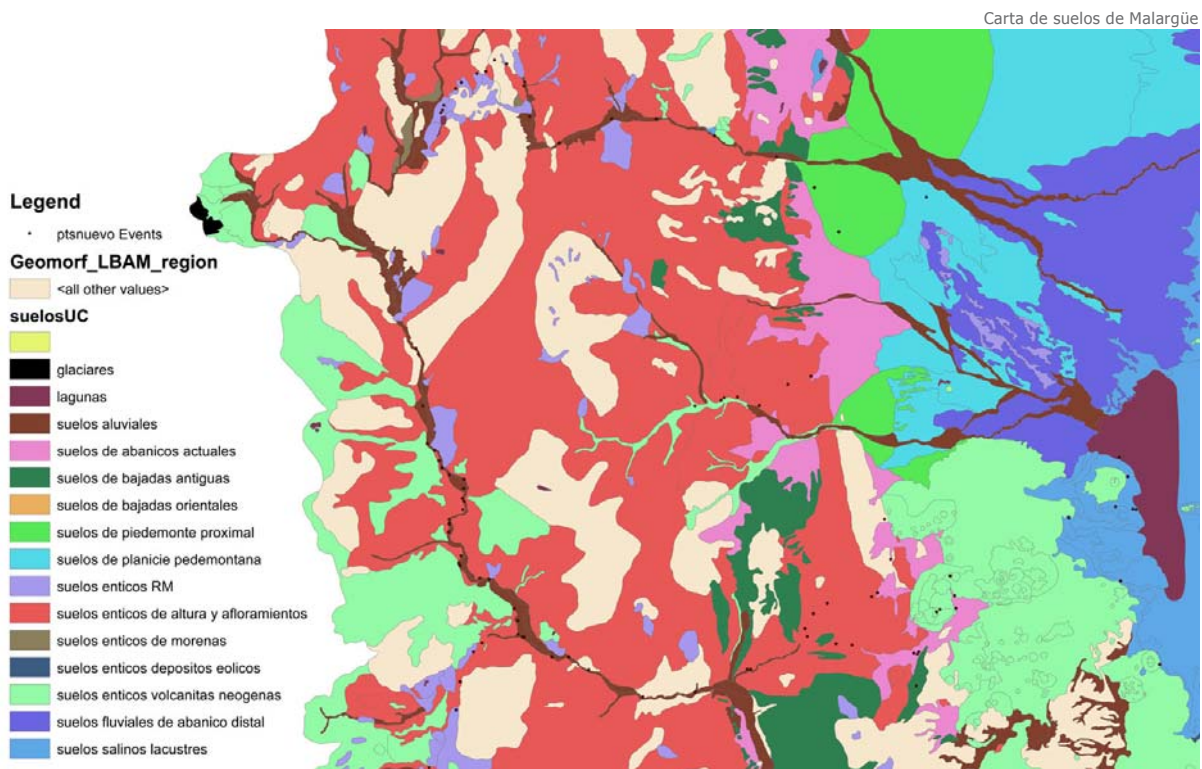 Carta de suelos de Malargüe
Legend
ptsnuevo Events
Geomorf_LBAM_region
<all other values>
suelosUC
glaciares
lagunas
suelos aluviales
suelos de abanicos actuales
suelos de bajadas antiguas
suelos de bajadas orientales
suelos de piedemonte proximal
suelos de planicie pedemontana
suelos enticos RM
suelos enticos de altura y afloramientos
suelos enticos de morenas
suelos enticos depositos eolicos
suelos enticos volcanitas neogenas
suelos fluviales de abanico distal
suelos salinos lacustres